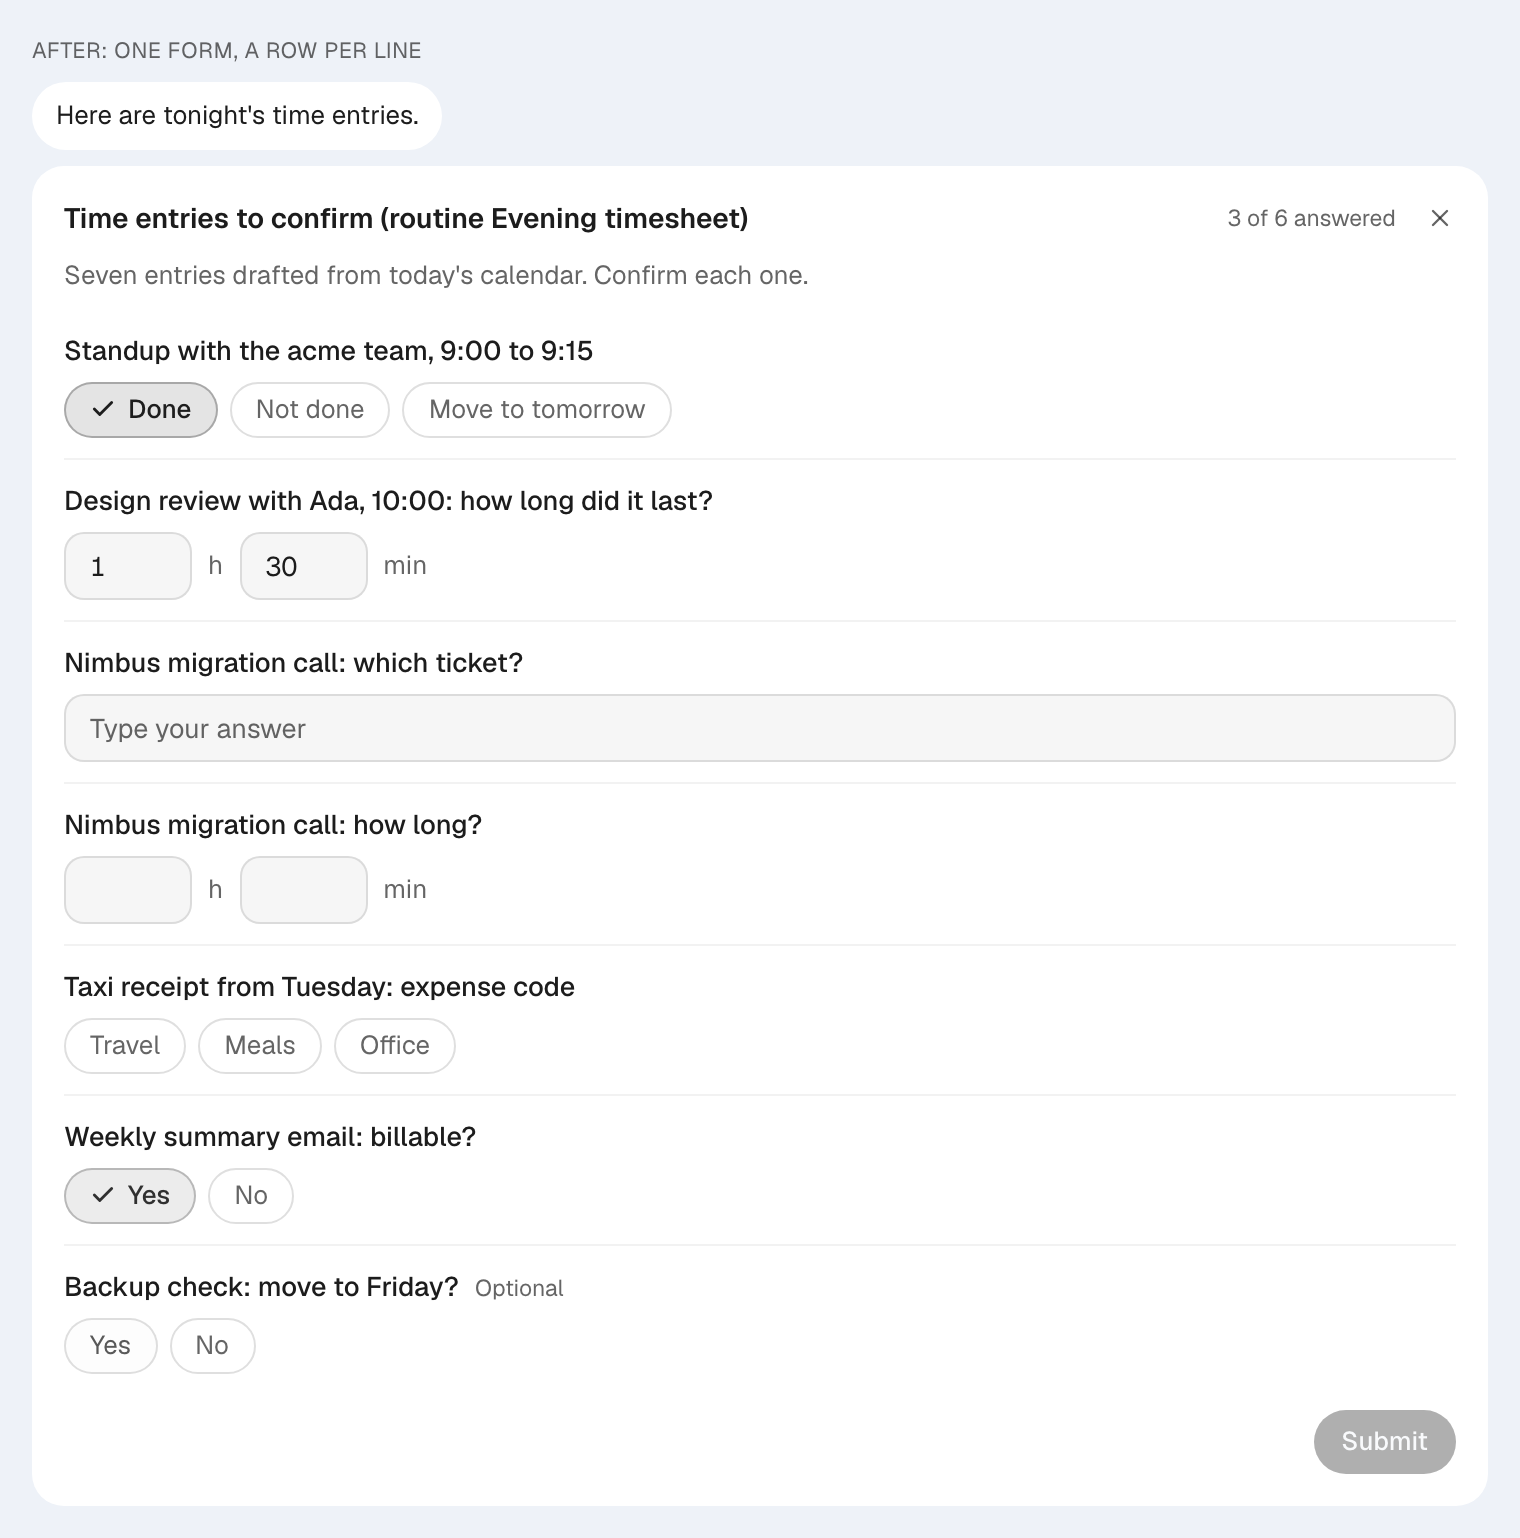 AFTER: ONE FORM, A ROW PER LINE
Here are tonight's time entries.
Time entries to confirm (routine Evening timesheet)
3 of 6 answered
Seven entries drafted from today's calendar. Confirm each one.
Standup with the acme team, 9:00 to 9:15
Done Not done Move to tomorrow
Design review with Ada, 10:00: how long did it last?
1 h 30 min
Nimbus migration call: which ticket?
Type your answer
Nimbus migration call: how long?
h min
Taxi receipt from Tuesday: expense code
Travel Meals Office
Weekly summary email: billable?
Yes No
Backup check: move to Friday? Optional
Yes No
Submit